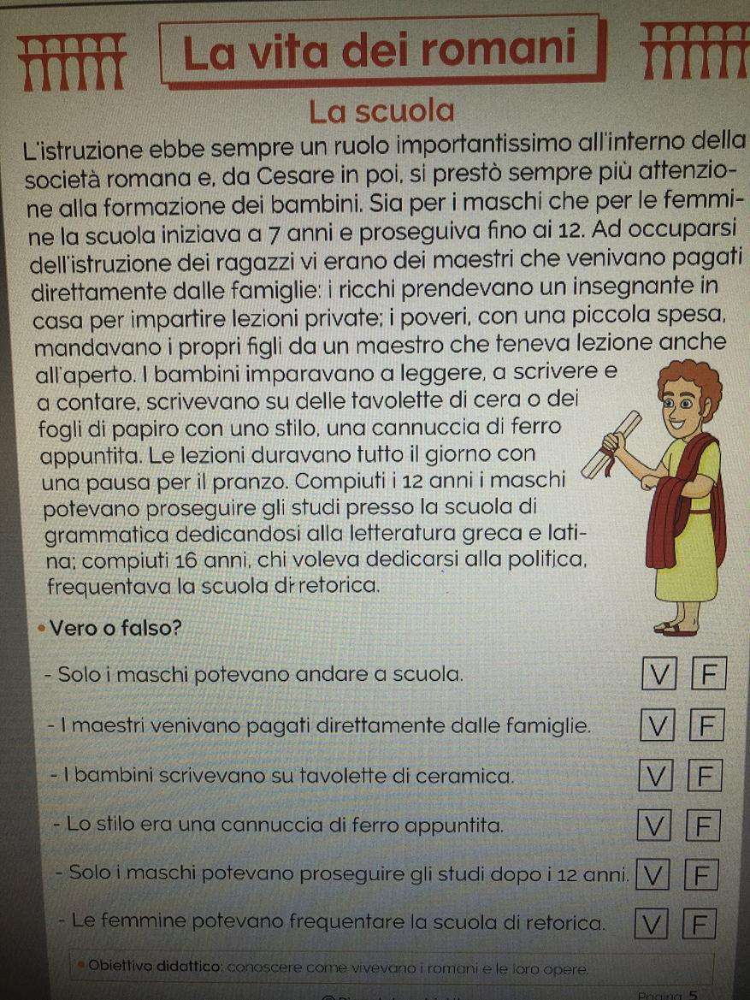 La vita dei romani
La scuola
L'istruzione ebbe sempre un ruolo importantissimo all'interno della
società romana e, da Cesare in poi, si prestò sempre più attenzio-
ne alla formazione dei bambini. Sia per i maschi che per le femmi-
ne la scuola iniziava a 7 anni e proseguiva fino ai 12. Ad occuparsi
dell'istruzione dei ragazzi vi erano dei maestri che venivano pagati
direttamente dalle famiglie: i ricchi prendevano un insegnante in
casa per impartire lezioni private; i poveri, con una piccola spesa,
mandavano i propri figli da un maestro che teneva lezione anche
all'aperto. I bambini imparavano a leggere, a scrivere e
a contare, scrivevano su delle tavolette di cera o dei
fogli di papiro con uno stilo, una cannuccia di ferro
appuntita. Le lezioni duravano tutto il giorno con
una pausa per il pranzo. Compiuti i 12 anni i maschi
potevano proseguire gli studi presso la scuola di
grammatica dedicandosi alla letteratura greca e lati-
na; compiuti 16 anni, chi voleva dedicarsi alla politica,
frequentava la scuola di retorica.
• Vero o falso?
- Solo i maschi potevano andare a scuola. V F
- I maestri venivano pagati direttamente dalle famiglie. V F
- I bambini scrivevano su tavolette di ceramica. V F
- Lo stilo era una cannuccia di ferro appuntita. V F
- Solo i maschi potevano proseguire gli studi dopo i 12 anni. V F
- Le femmine potevano frequentare la scuola di retorica. V F
• Obiettivo didattico: conoscere come vivevano i romani e le loro opere.
Pagina 5